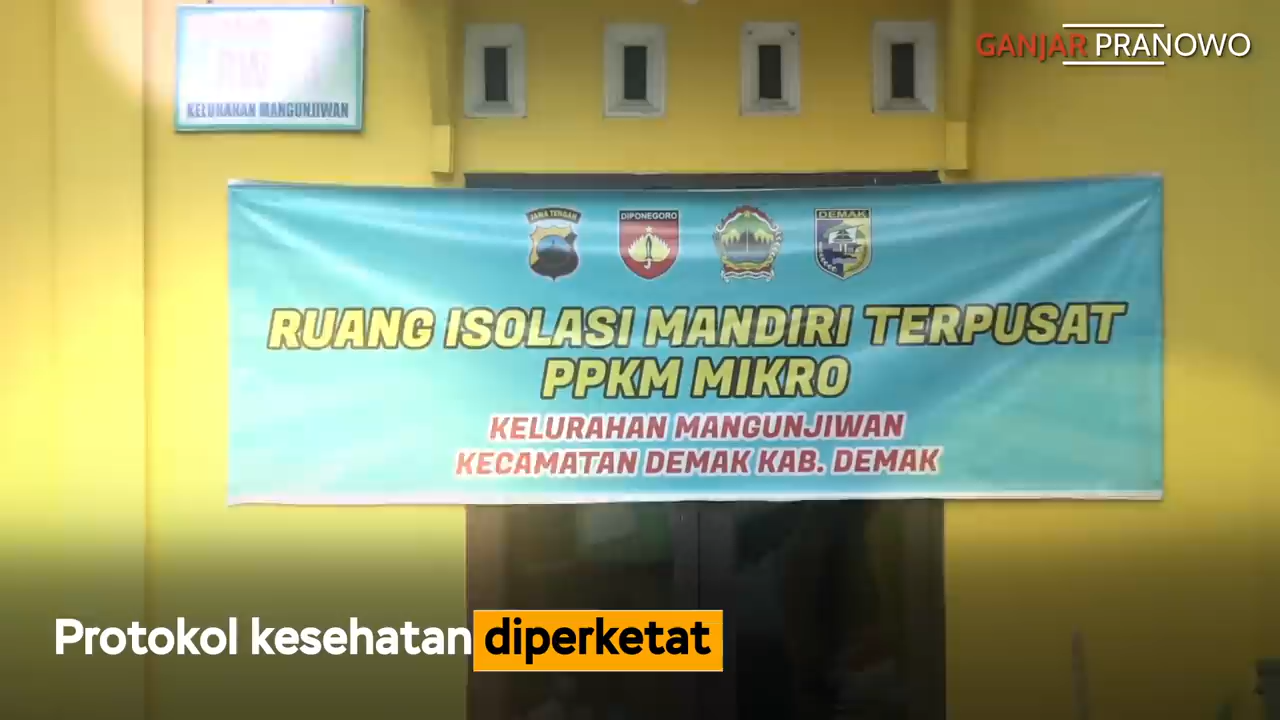 GANJAR PRANOWO
KELURAHAN MANGUNJIWAN
JAWA TENGAH
DIPONEGORO
DEMAK
RUANG ISOLASI MANDIRI TERPUSAT
PPKM MIKRO
KELURAHAN MANGUNJIWAN
KECAMATAN DEMAK KAB. DEMAK
Protokol kesehatan diperketat